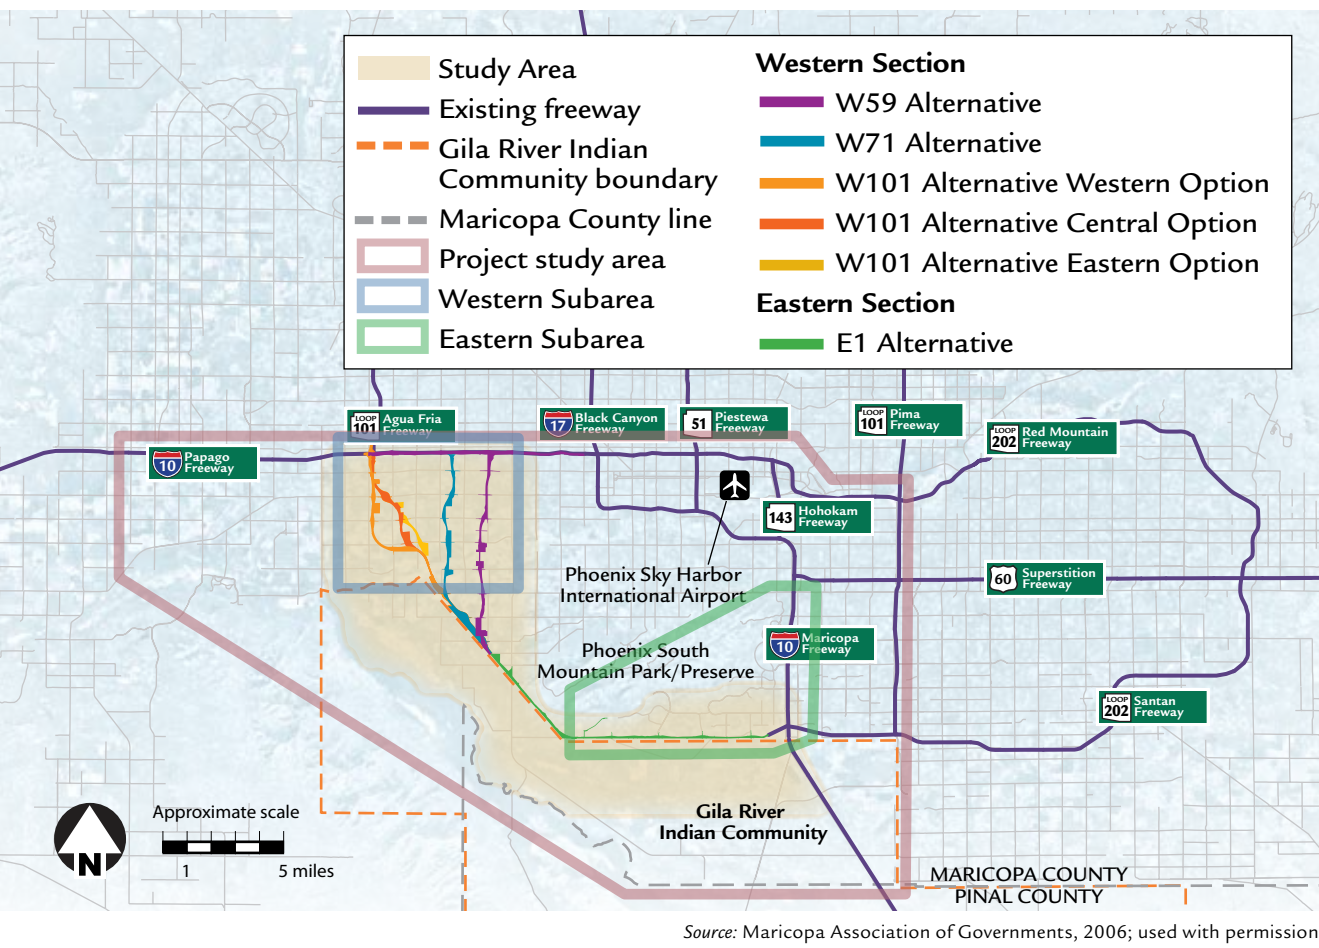 Study Area
Existing freeway
Gila River Indian
Community boundary
Maricopa County line
Project study area
Western Subarea
Eastern Subarea
Western Section
W59 Alternative
W71 Alternative
W101 Alternative Western Option
W101 Alternative Central Option
W101 Alternative Eastern Option
Eastern Section
E1 Alternative
LOOP
101
Agua Fria
Freeway
17
Black Canyon
Freeway
51
Piestewa
Freeway
LOOP
101
Pima
Freeway
LOOP
202
Red Mountain
Freeway
10
Papago
Freeway
143
Hohokam
Freeway
Phoenix Sky Harbor
International Airport
60
Superstition
Freeway
10
Maricopa
Freeway
Phoenix South
Mountain Park/Preserve
LOOP
202
Santan
Freeway
Gila River
Indian Community
Approximate scale
N
1
5 miles
MARICOPA COUNTY
PINAL COUNTY
Source: Maricopa Association of Governments, 2006; used with permission